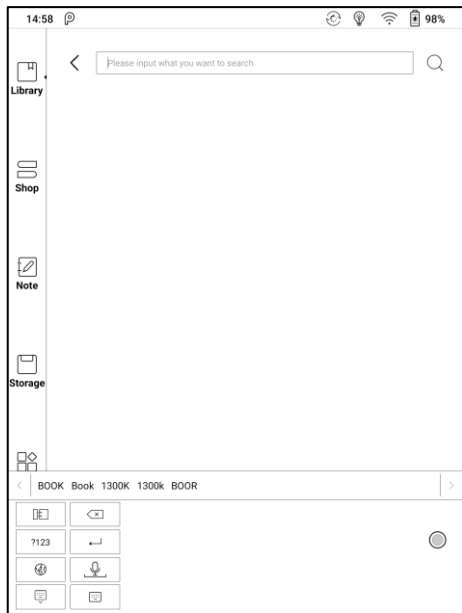 14:58 98%
Please input what you want to search
Library
Shop
Note
Storage
BOOK Book 1300K 1300k BOOR
?123